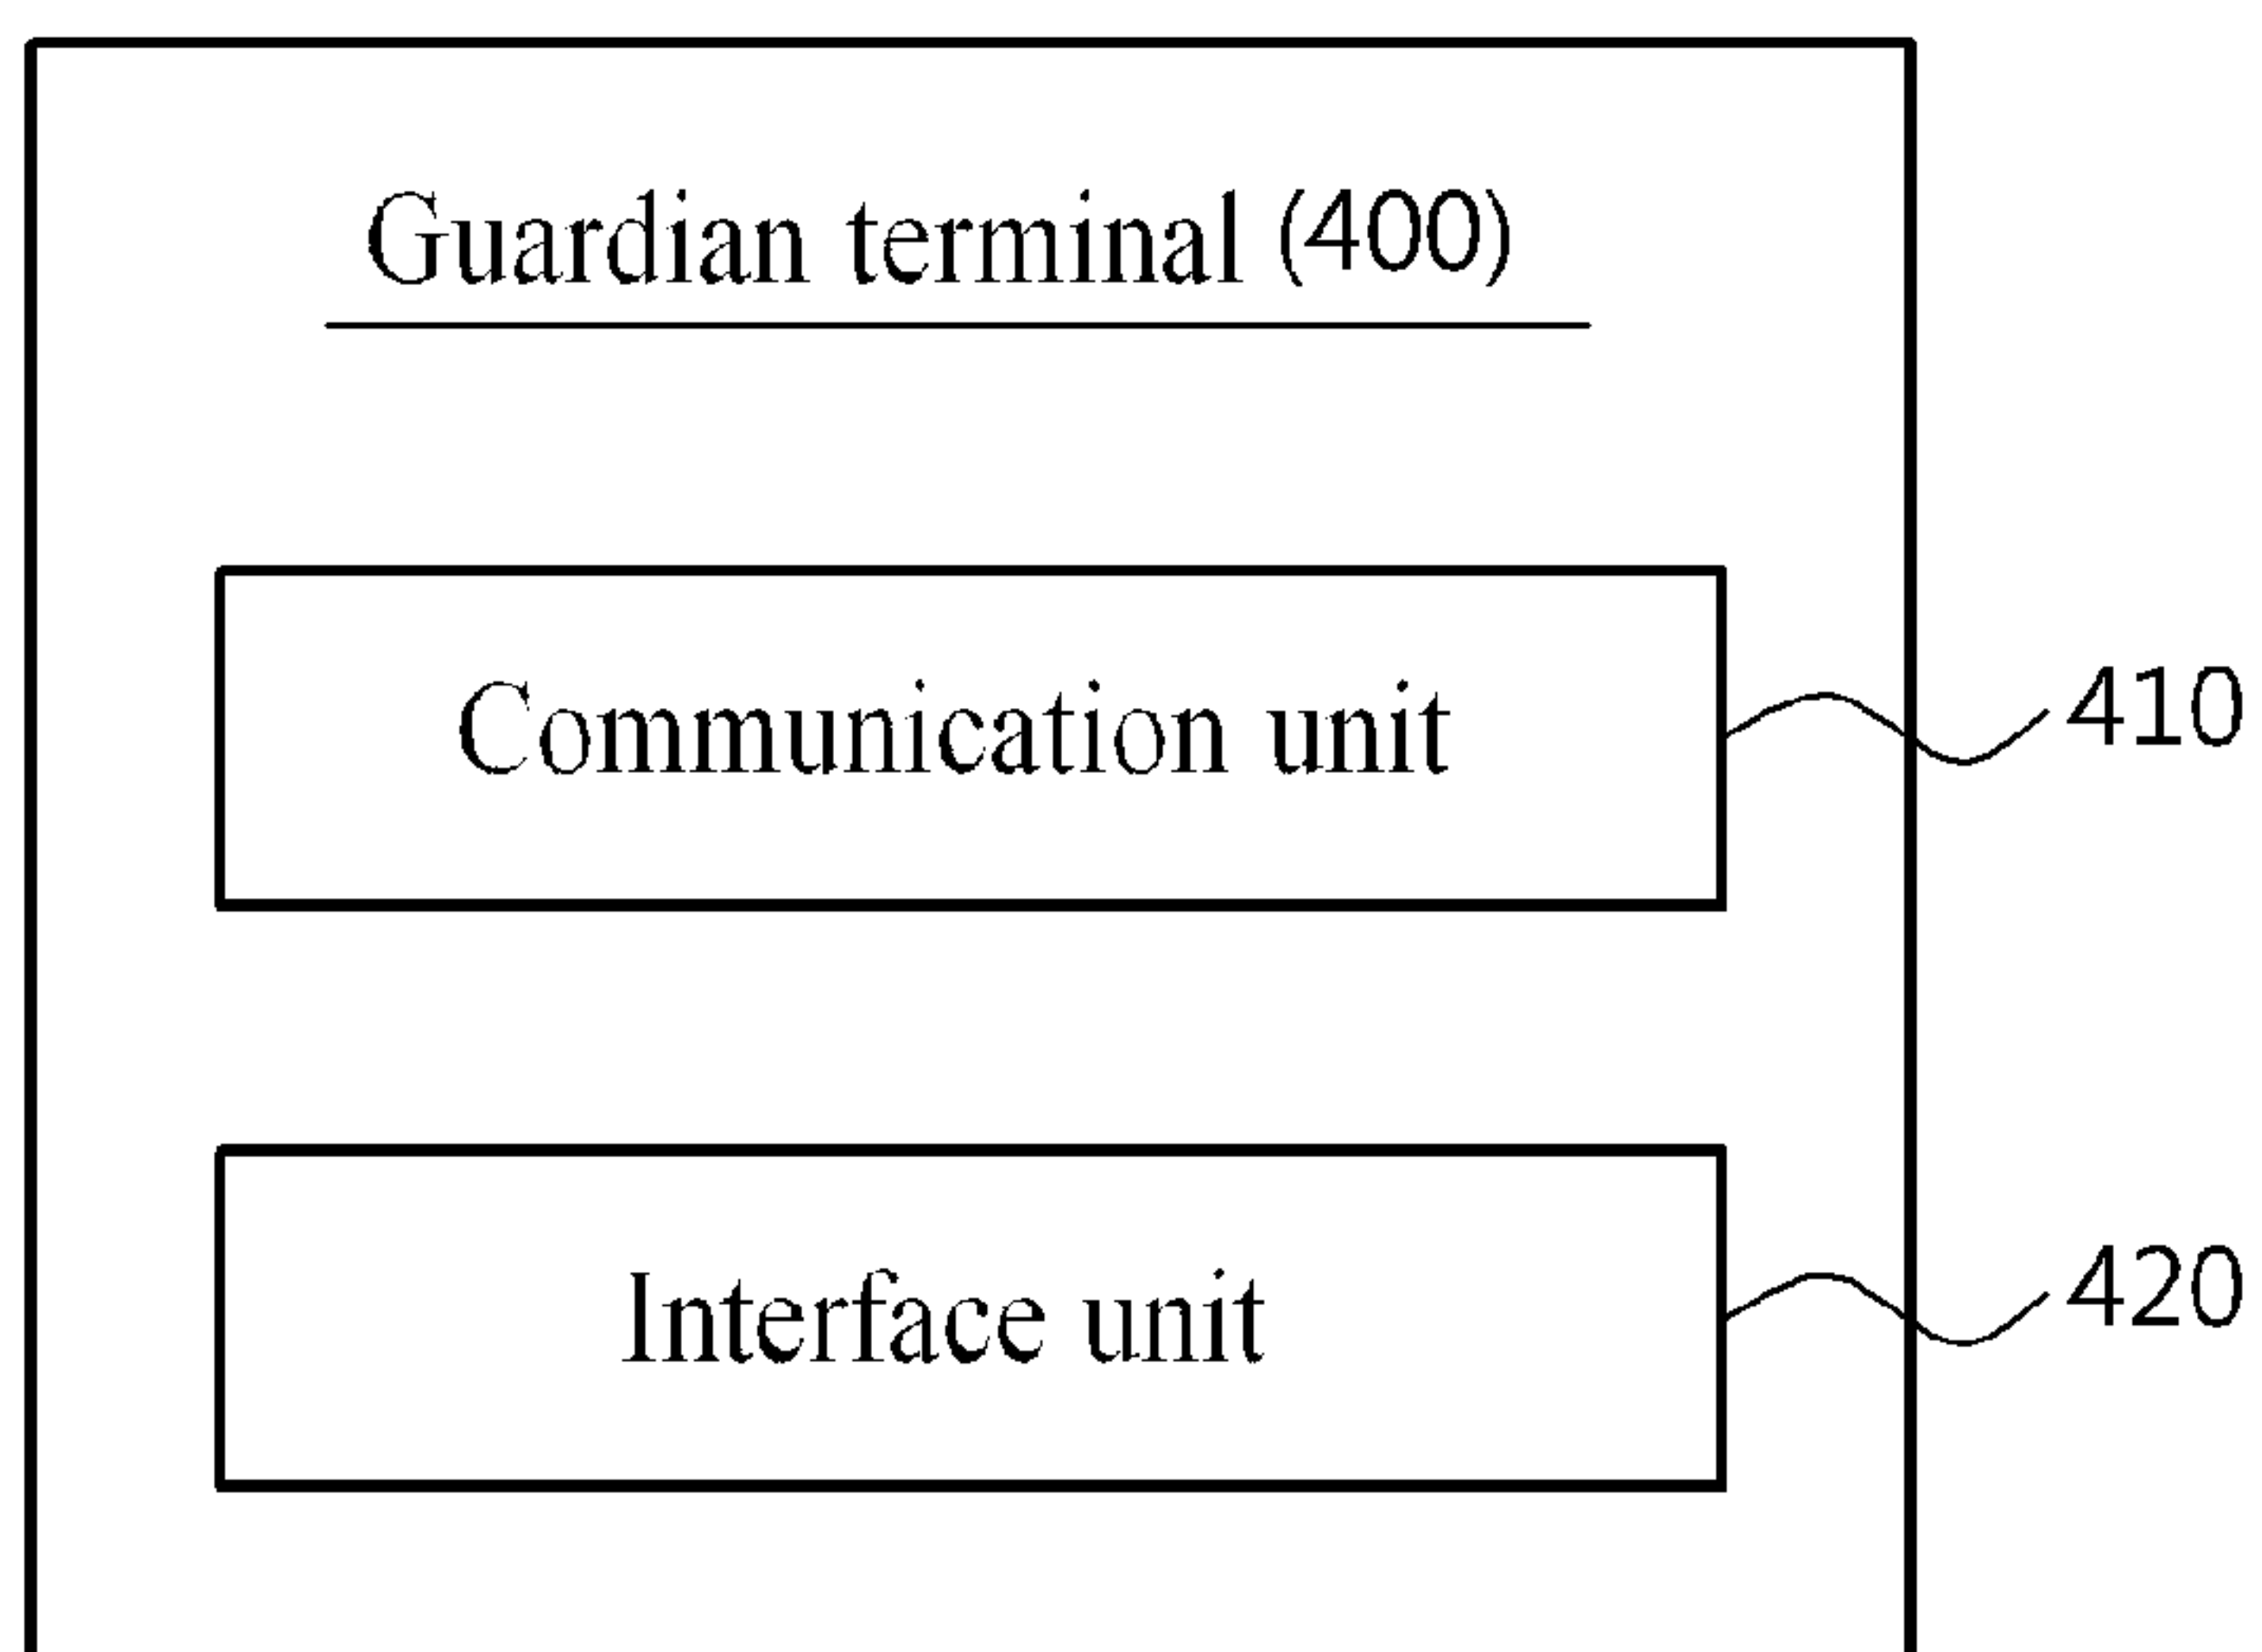 Guardian terminal (400)
Communication unit
410
Interface unit
420